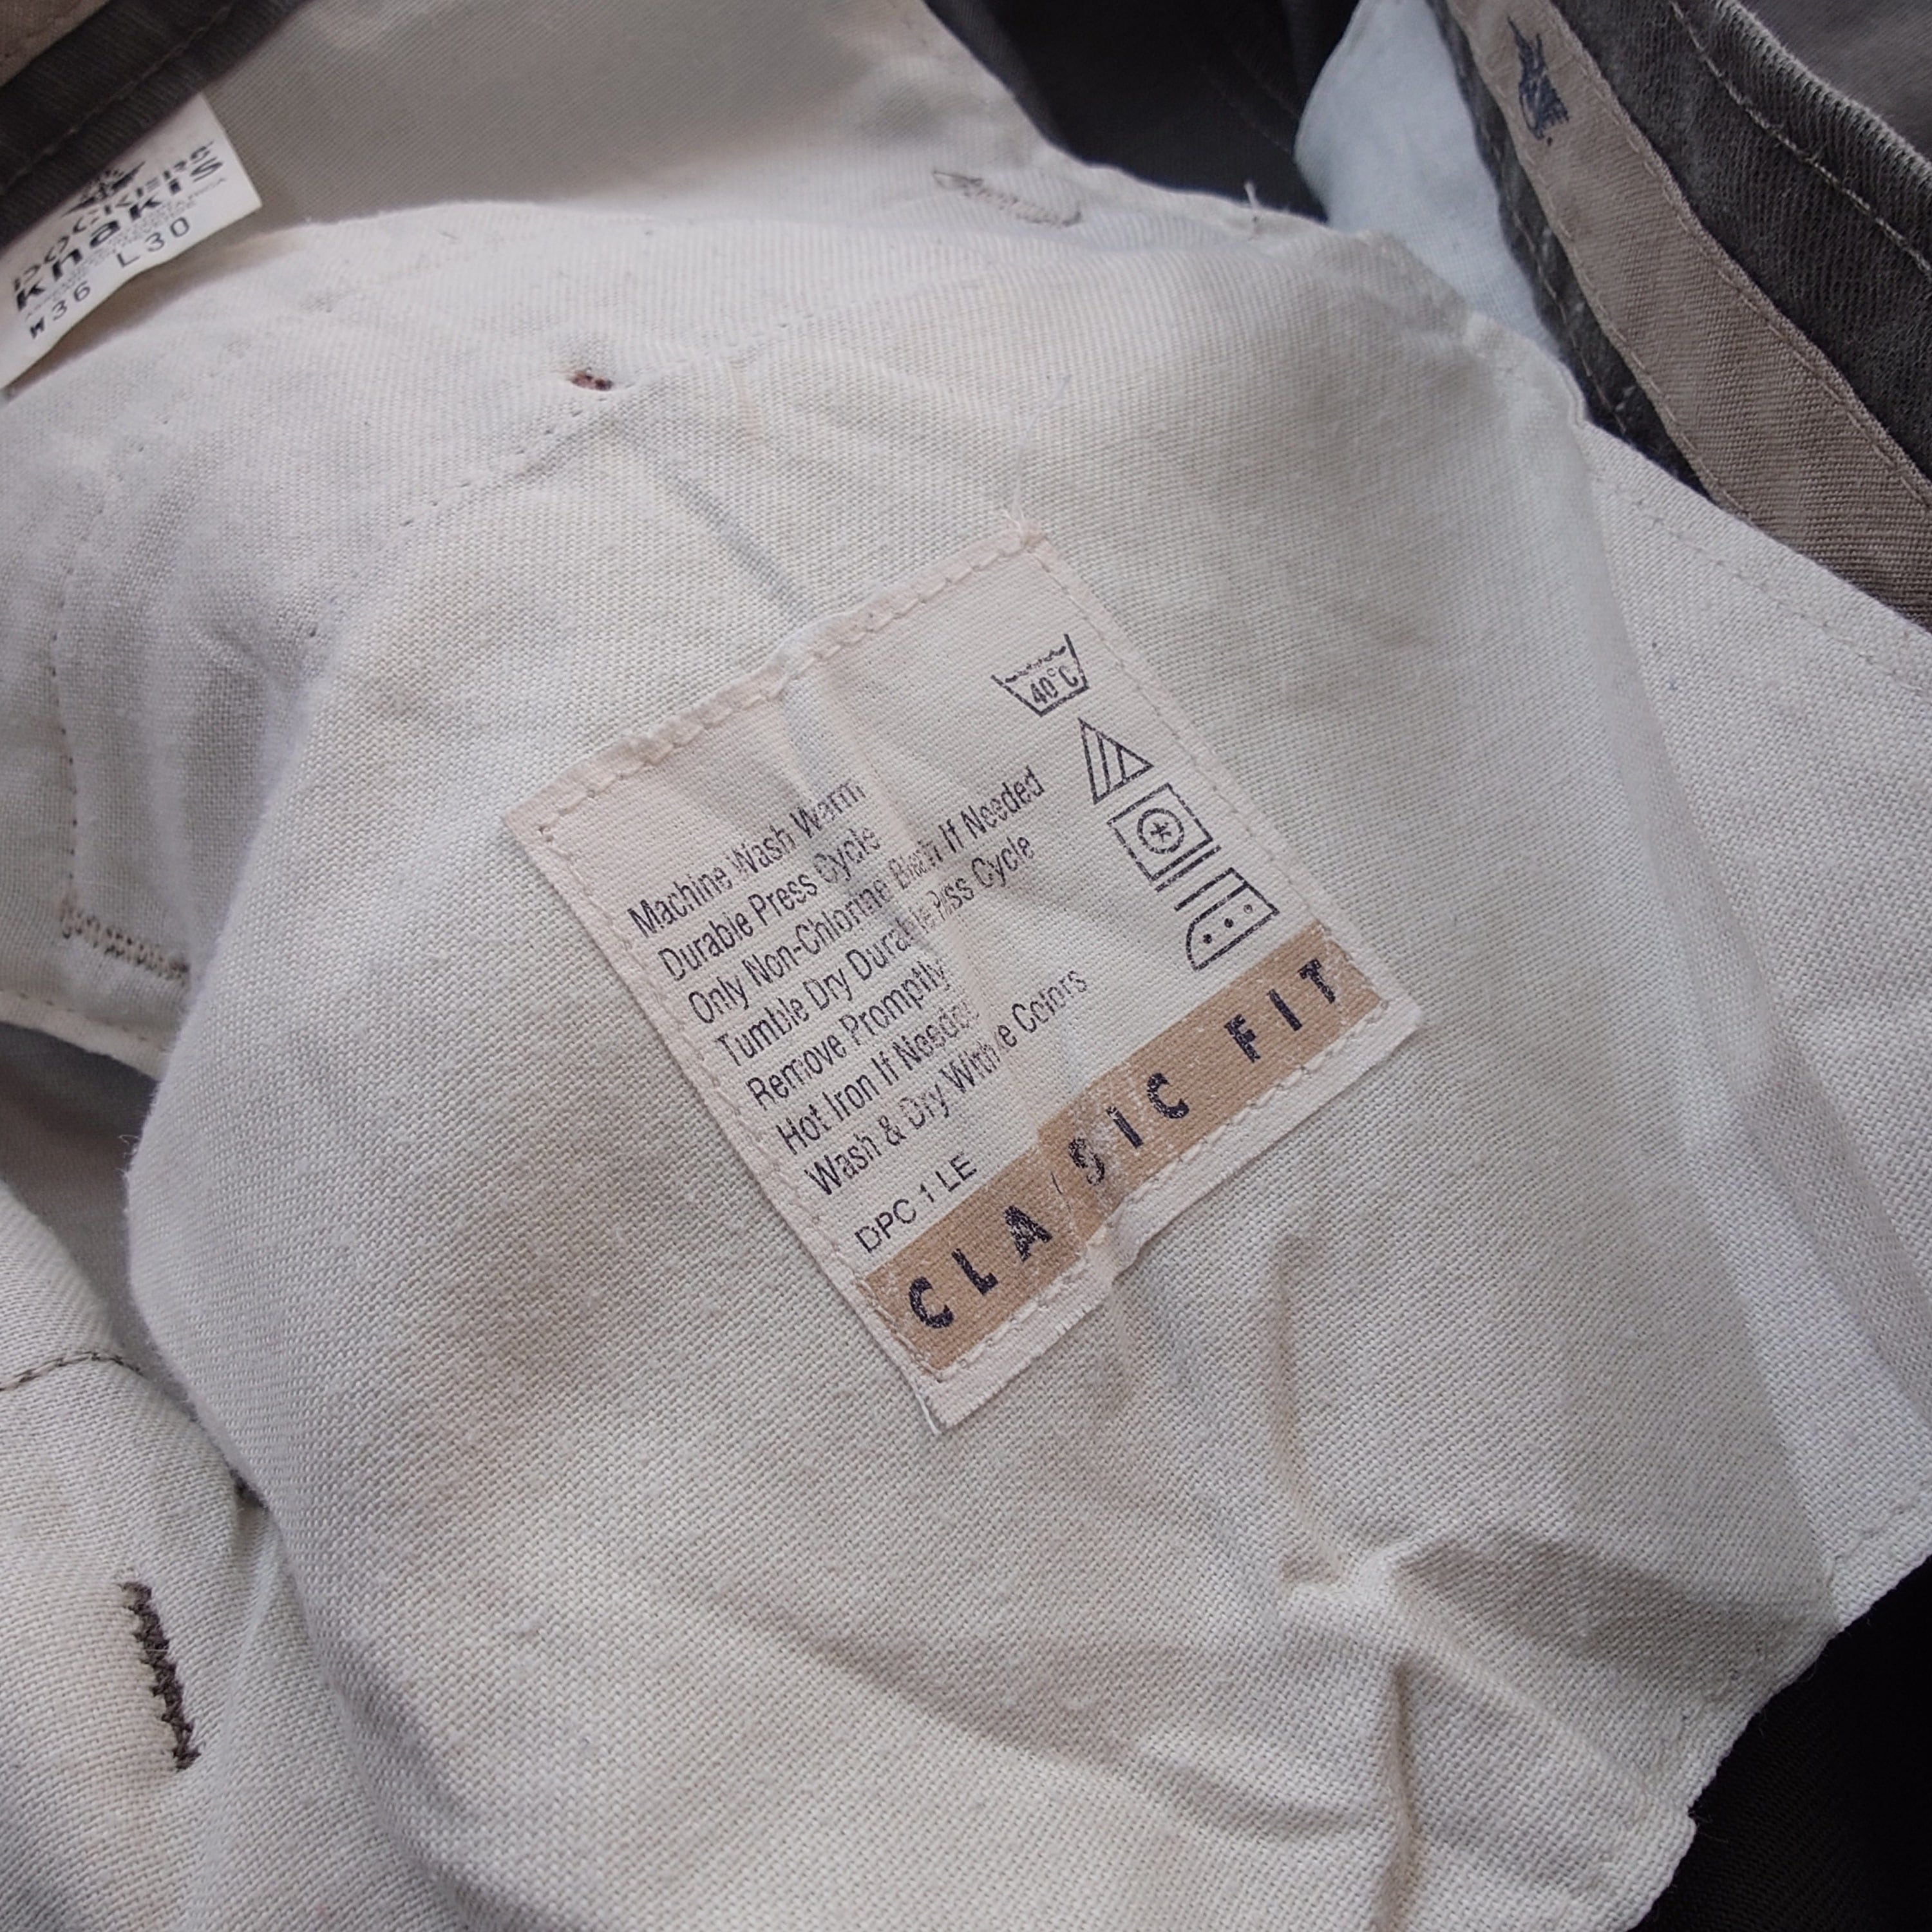 DOCKERS
khakis
W36 L30
40°C
Machine Wash Warm
Durable Press Cycle
Only Non-Chlorine Bleach If Needed
Tumble Dry Durable Press Cycle
Remove Promptly
Hot Iron If Needed
Wash & Dry With Like Colors
DPC 1 LE
CLASSIC FIT